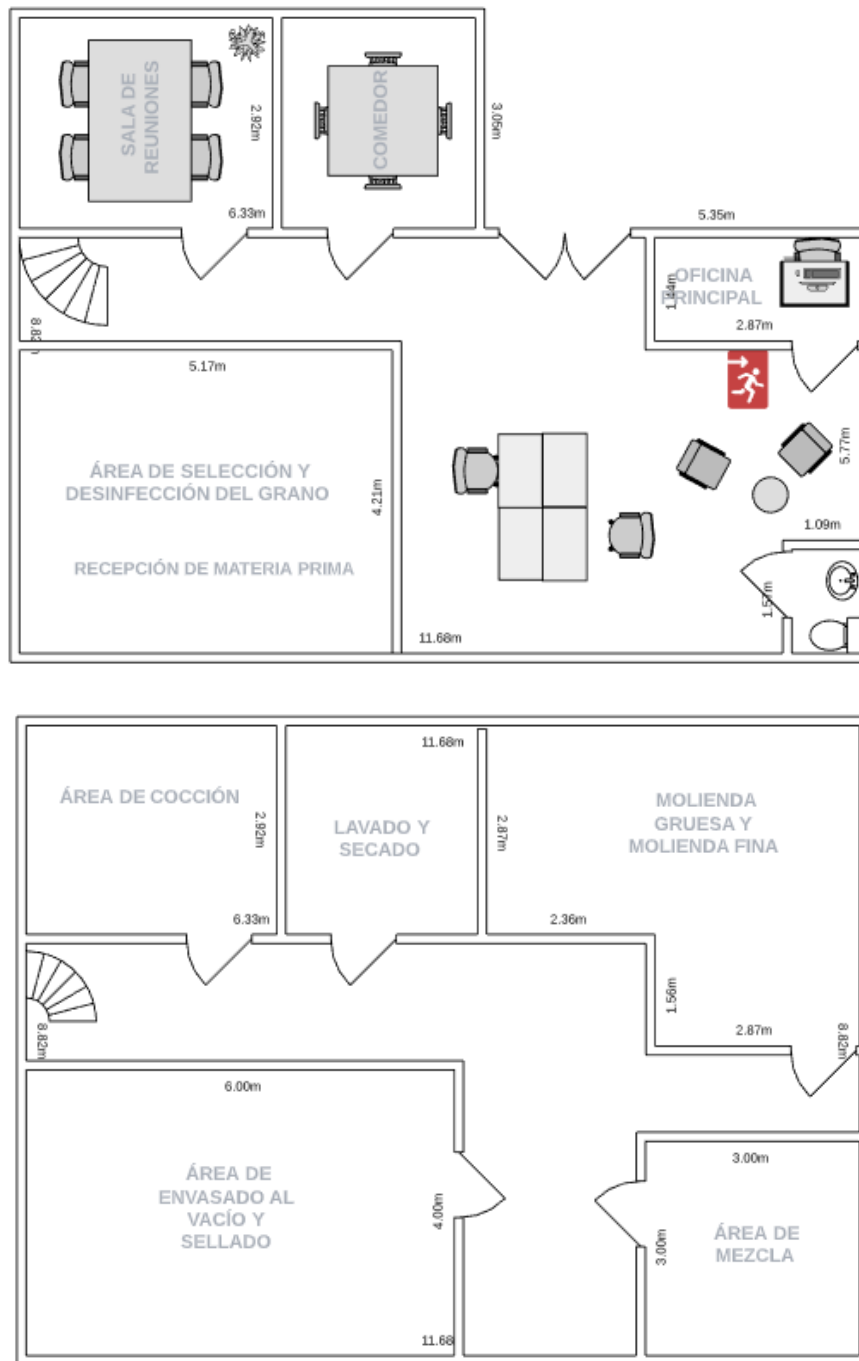 SALA DE
REUNIONES
2.92m
6.33m
COMEDOR
3.05m
5.35m
OFICINA
PRINCIPAL
1.44m
2.87m
5.17m
ÁREA DE SELECCIÓN Y
DESINFECCIÓN DEL GRANO
RECEPCIÓN DE MATERIA PRIMA
4.21m
5.77m
1.09m
11.68m
ÁREA DE COCCIÓN
2.92m
6.33m
11.68m
LAVADO Y
SECADO
2.87m
MOLIENDA
GRUESA Y
MOLIENDA FINA
2.36m
1.56m
2.87m
8.82m
8.82m
6.00m
ÁREA DE
ENVASADO AL
VACÍO Y
SELLADO
4.00m
11.68
3.00m
3.00m
ÁREA DE
MEZCLA